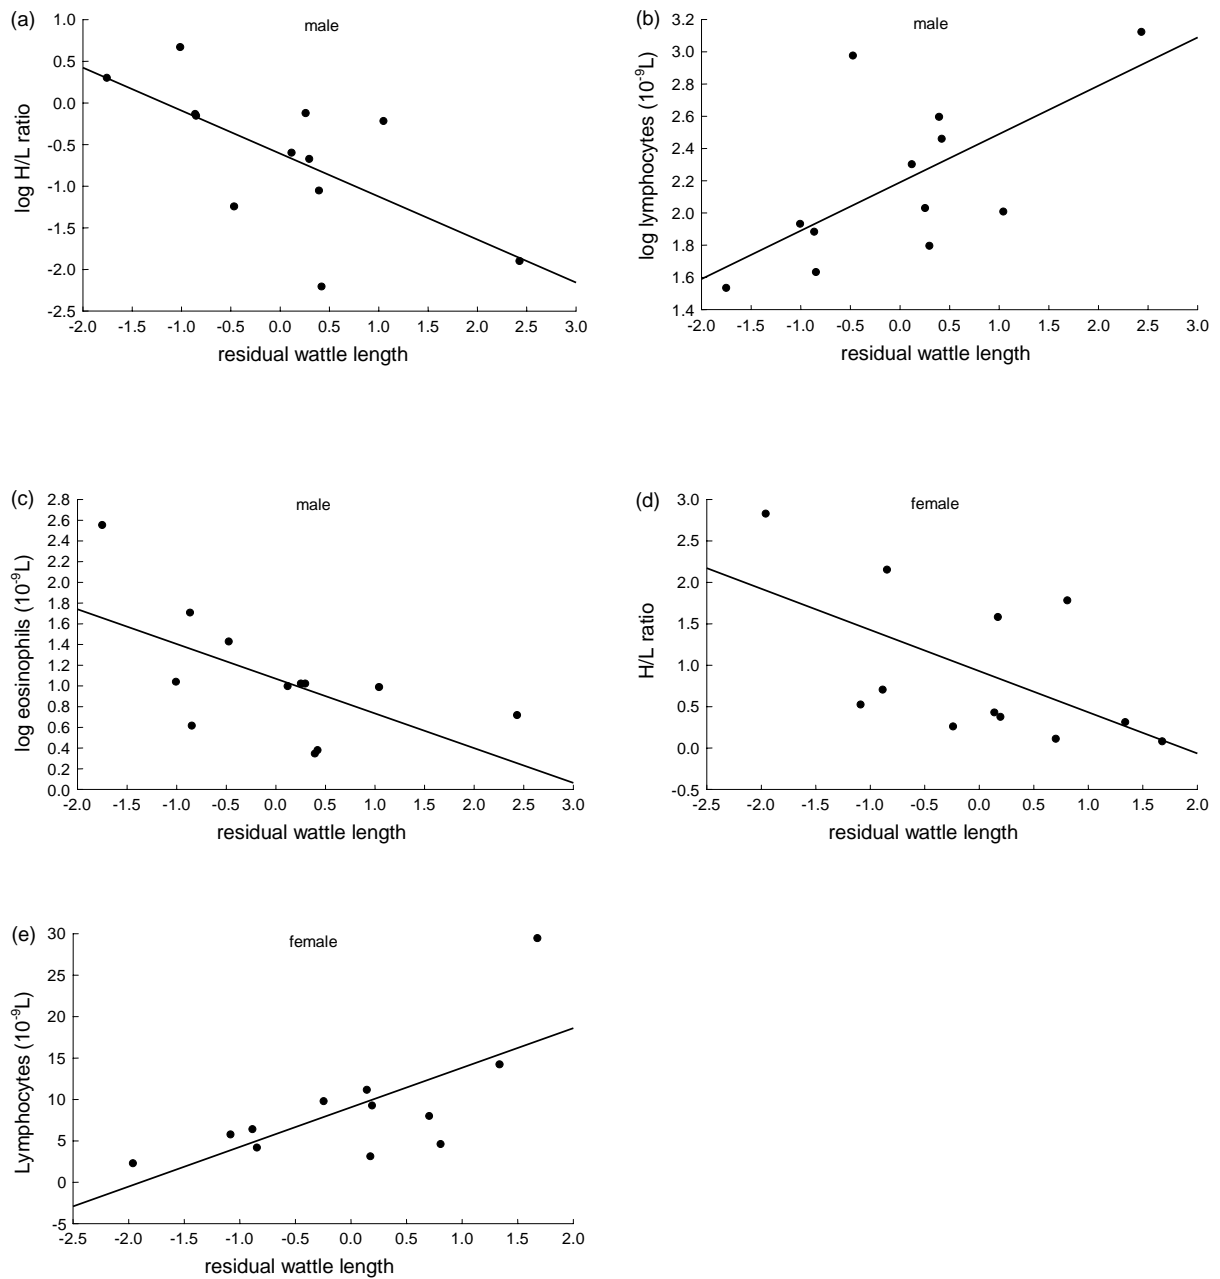 (a)
male
1.0
0.5
0.0
-0.5
-1.0
-1.5
-2.0
-2.5
log H/L ratio
-2.0 -1.5 -1.0 -0.5 0.0 0.5 1.0 1.5 2.0 2.5 3.0
residual wattle length
(b)
male
3.2
3.0
2.8
2.6
2.4
2.2
2.0
1.8
1.6
1.4
log lymphocytes (10⁻⁹L)
-2.0 -1.5 -1.0 -0.5 0.0 0.5 1.0 1.5 2.0 2.5 3.0
residual wattle length
(c)
male
2.8
2.6
2.4
2.2
2.0
1.8
1.6
1.4
1.2
1.0
0.8
0.6
0.4
0.2
0.0
log eosinophils (10⁻⁹L)
-2.0 -1.5 -1.0 -0.5 0.0 0.5 1.0 1.5 2.0 2.5 3.0
residual wattle length
(d)
female
3.0
2.5
2.0
1.5
1.0
0.5
0.0
-0.5
H/L ratio
-2.5 -2.0 -1.5 -1.0 -0.5 0.0 0.5 1.0 1.5 2.0
residual wattle length
(e)
female
30
25
20
15
10
5
0
-5
Lymphocytes (10⁻⁹L)
-2.5 -2.0 -1.5 -1.0 -0.5 0.0 0.5 1.0 1.5 2.0
residual wattle length